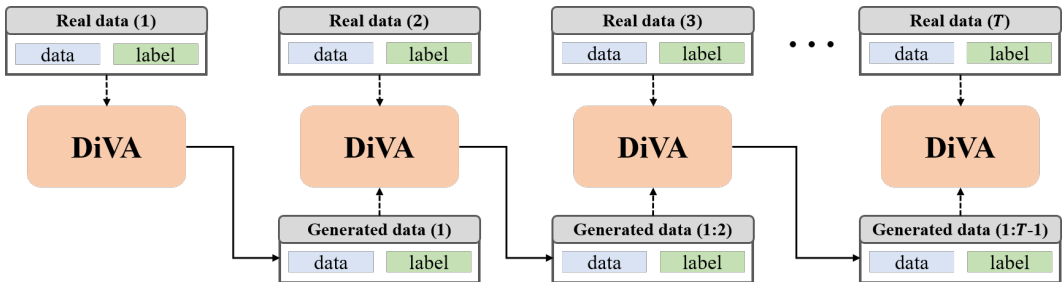 Real data (1)
data label
Real data (2)
data label
Real data (3)
data label
• • •
Real data (T)
data label
DiVA
DiVA
DiVA
DiVA
Generated data (1)
data label
Generated data (1:2)
data label
Generated data (1:T-1)
data label